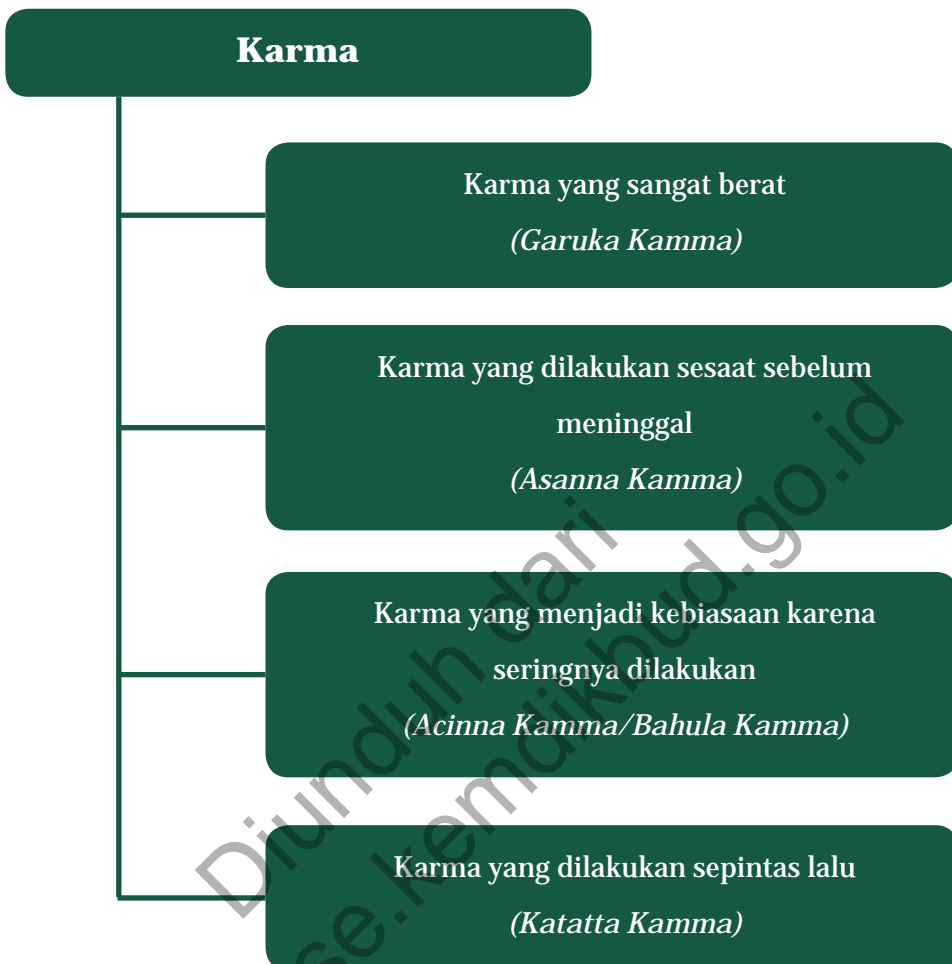 Karma
Karma yang sangat berat
(Garuka Kamma)
Karma yang dilakukan sesaat sebelum
meninggal
(Asanna Kamma)
Karma yang menjadi kebiasaan karena
seringnya dilakukan
(Acinna Kamma/Bahula Kamma)
Karma yang dilakukan sepintas lalu
(Katatta Kamma)
Diunduh dari
se.kemdikbud.go.id